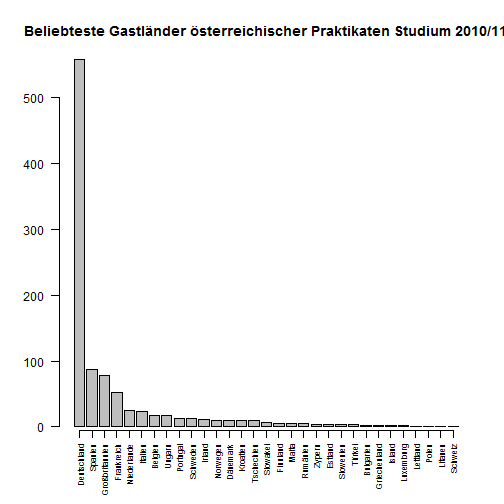 Beliebteste Gastländer österreichischer Praktikaten Studium 2010/11
500
400
300
200
100
0
Deutschland
Spanien
Großbritannien
Frankreich
Niederlande
Italien
Belgien
Ungarn
Portugal
Schweden
Irland
Norwegen
Dänemark
Kroatien
Tschechien
Slowakei
Finnland
Malta
Rumänien
Zypern
Estland
Slowenien
Türkei
Bulgarien
Griechenland
Island
Luxemburg
Lettland
Polen
Litauen
Schweiz